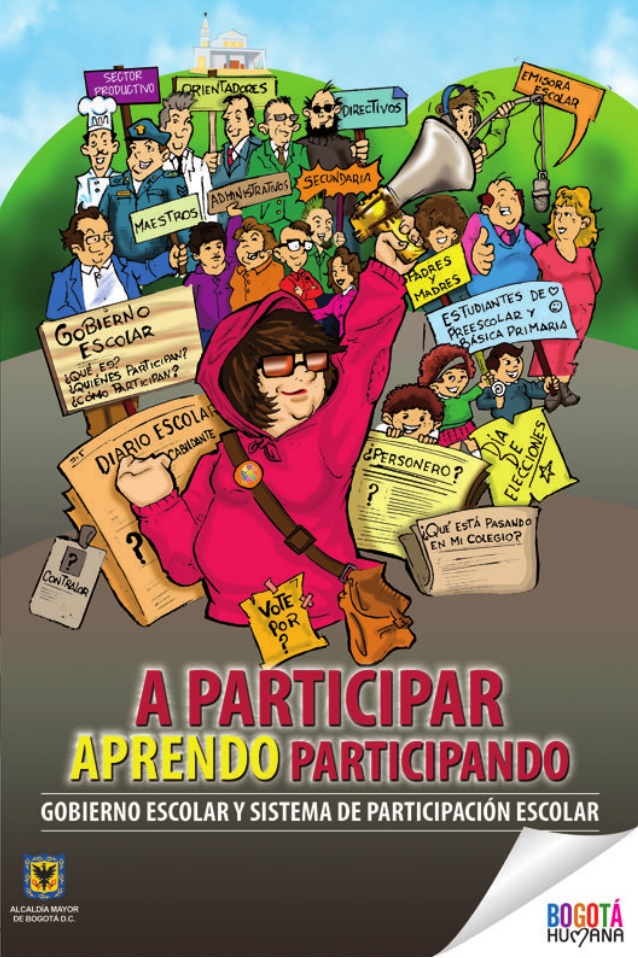 SECTOR
PRODUCTIVO
ORIENTADORES
DIRECTIVOS
EMISORA
ESCOLAR
MAESTROS
ADMINISTRATIVOS
SECUNDARIA
PADRES
Y
MADRES
ESTUDIANTES DE
PREESCOLAR Y
BÁSICA PRIMARIA
GOBIERNO
ESCOLAR
¿QUÉ ES?
¿QUIENES PARTICIPAN?
¿CÓMO PARTICIPAN?
DIARIO ESCOLAR
CABILDANTE
?
¿PERSONERO?
?
DÍA
DE
ELECCIONES
¿QUÉ ESTÁ PASANDO
EN MI COLEGIO?
?
CONTRALOR
VOTE
POR
?
A PARTICIPAR
APRENDO PARTICIPANDO
GOBIERNO ESCOLAR Y SISTEMA DE PARTICIPACIÓN ESCOLAR
ALCALDÍA MAYOR
DE BOGOTÁ D.C.
BOGOTÁ
HUMANA